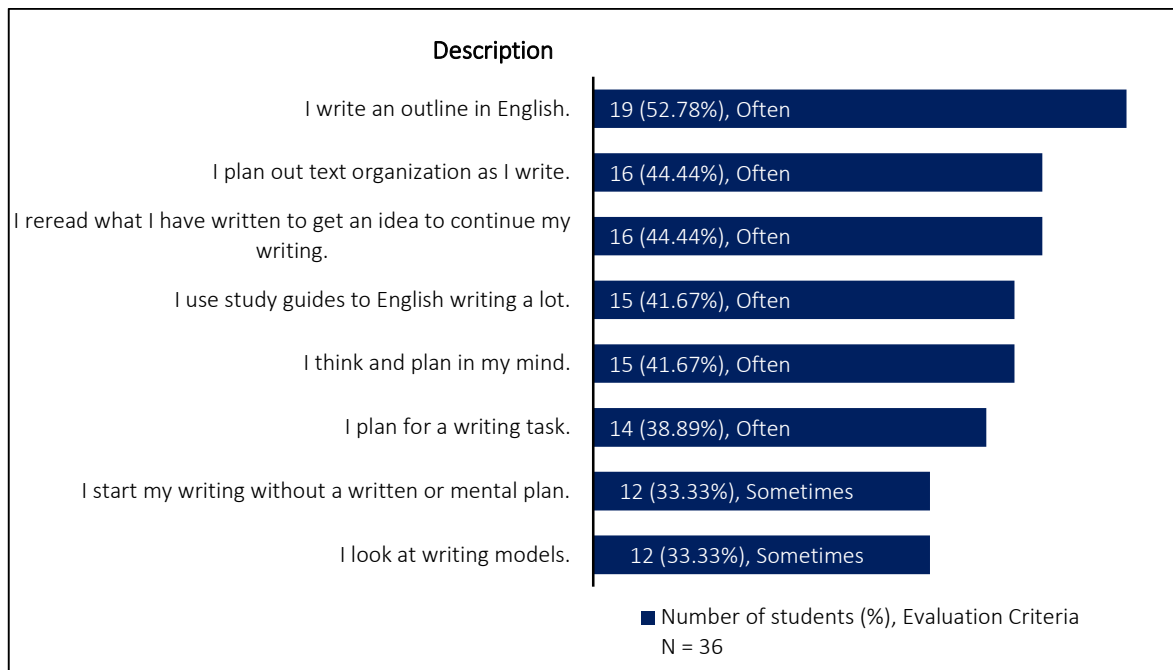 Description
I write an outline in English.
19 (52.78%), Often
I plan out text organization as I write.
16 (44.44%), Often
I reread what I have written to get an idea to continue my
writing.
16 (44.44%), Often
I use study guides to English writing a lot.
15 (41.67%), Often
I think and plan in my mind.
15 (41.67%), Often
I plan for a writing task.
14 (38.89%), Often
I start my writing without a written or mental plan.
12 (33.33%), Sometimes
I look at writing models.
12 (33.33%), Sometimes
Number of students (%), Evaluation Criteria
N = 36